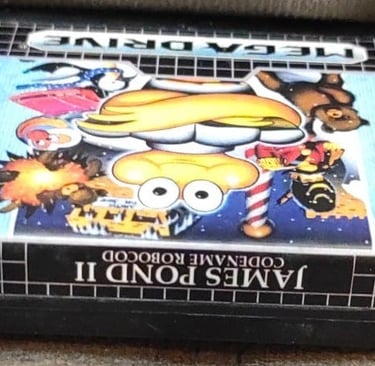 MEGA DRIVE
JAMES POND II
CODENAME ROBOCOD